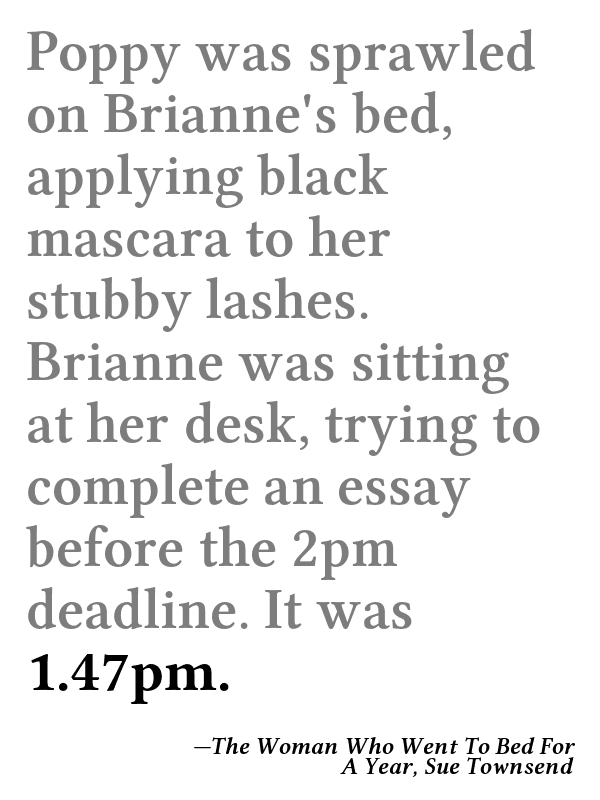 Poppy was sprawled
on Brianne's bed,
applying black
mascara to her
stubby lashes.
Brianne was sitting
at her desk, trying to
complete an essay
before the 2pm
deadline. It was
1.47pm.
—The Woman Who Went To Bed For
A Year, Sue Townsend